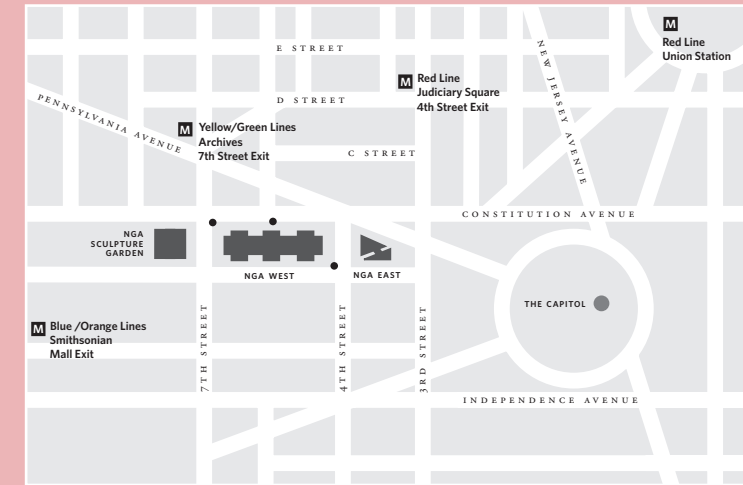 M
Red Line
Union Station
E STREET
NEW JERSEY AVENUE
M Red Line
Judiciary Square
4th Street Exit
D STREET
PENNSYLVANIA AVENUE
M Yellow/Green Lines
Archives
7th Street Exit
C STREET
CONSTITUTION AVENUE
NGA
SCULPTURE
GARDEN
NGA WEST
NGA EAST
THE CAPITOL
M Blue /Orange Lines
Smithsonian
Mall Exit
7TH STREET
4TH STREET
3RD STREET
INDEPENDENCE AVENUE